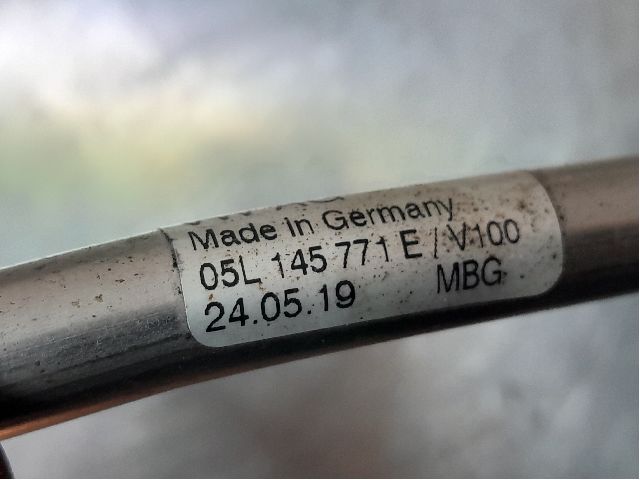 Made in Germany
05L 145 771 E / V100
24.05.19 MBG